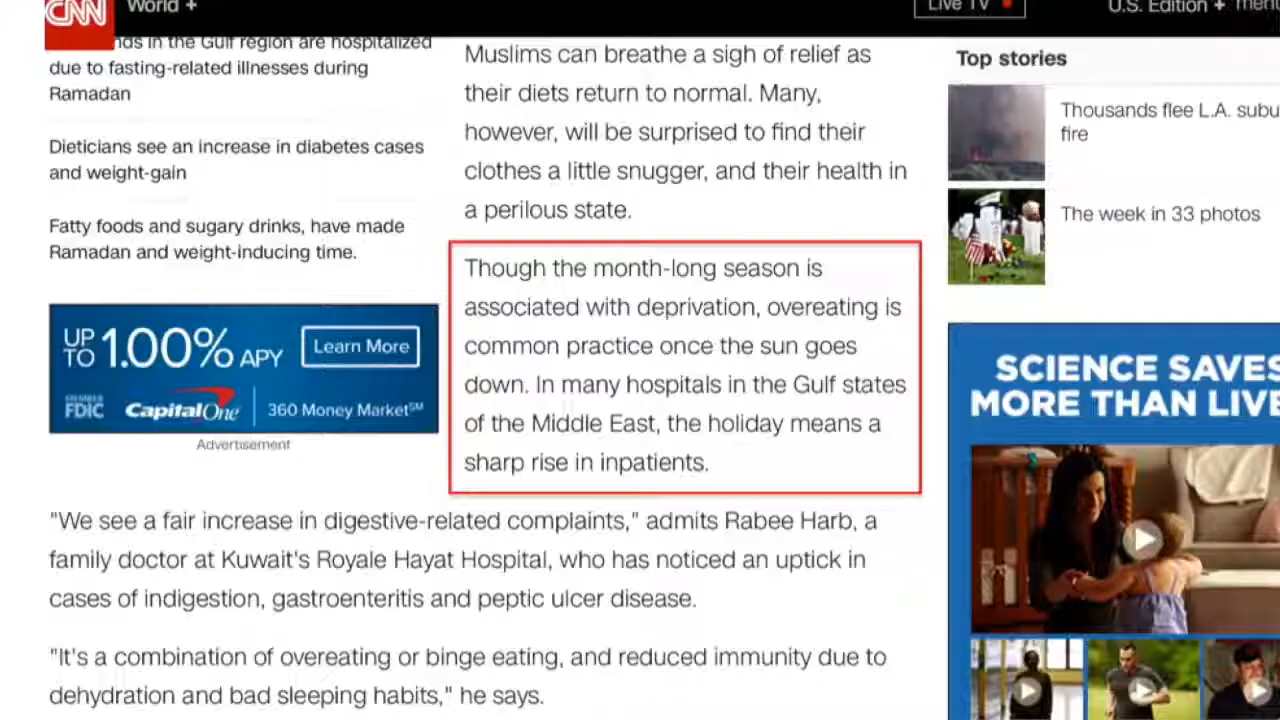 CNN
World +
Live TV
U.S. Edition +
menu
nds in the Gulf region are hospitalized
due to fasting-related illnesses during
Ramadan
Dieticians see an increase in diabetes cases
and weight-gain
Fatty foods and sugary drinks, have made
Ramadan and weight-inducing time.
UP TO 1.00% APY
Learn More
MEMBER
FDIC
Capital One
360 Money Market℠
Advertisement
Muslims can breathe a sigh of relief as
their diets return to normal. Many,
however, will be surprised to find their
clothes a little snugger, and their health in
a perilous state.
Though the month-long season is
associated with deprivation, overeating is
common practice once the sun goes
down. In many hospitals in the Gulf states
of the Middle East, the holiday means a
sharp rise in inpatients.
"We see a fair increase in digestive-related complaints," admits Rabee Harb, a
family doctor at Kuwait's Royale Hayat Hospital, who has noticed an uptick in
cases of indigestion, gastroenteritis and peptic ulcer disease.
"It's a combination of overeating or binge eating, and reduced immunity due to
dehydration and bad sleeping habits," he says.
Top stories
Thousands flee L.A. subu
fire
The week in 33 photos
SCIENCE SAVES
MORE THAN LIVE